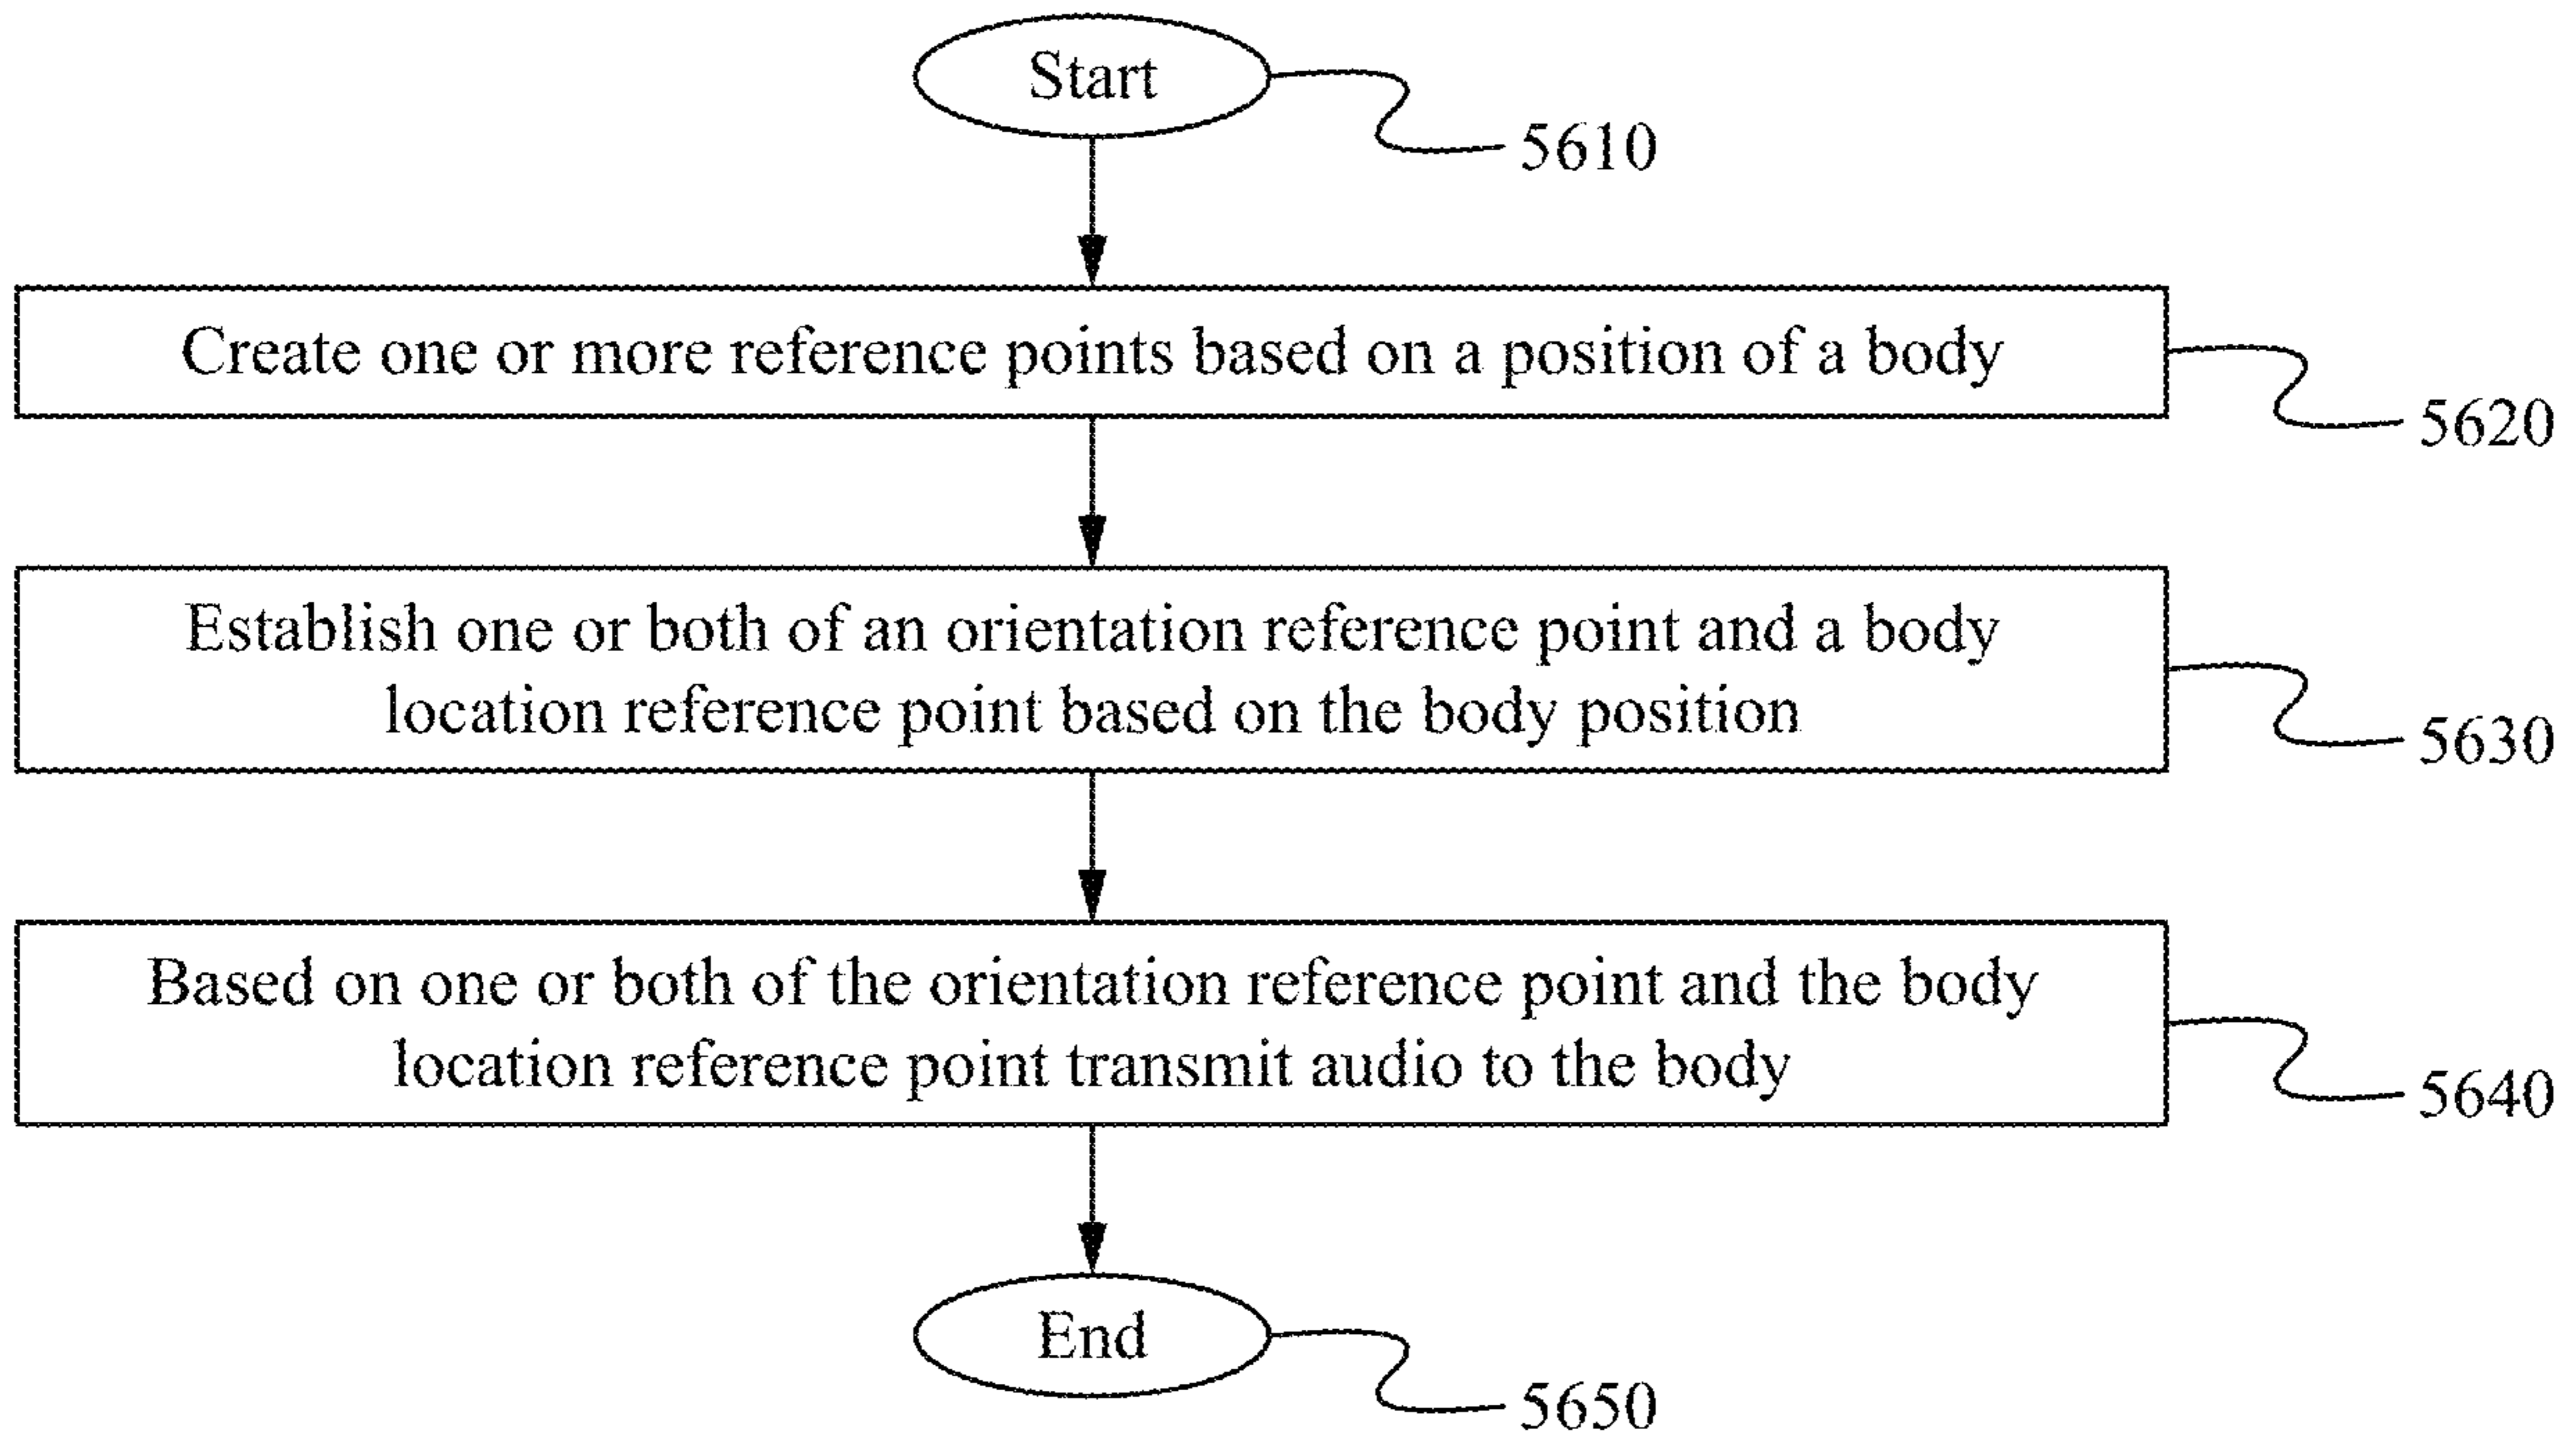 Start
5610
Create one or more reference points based on a position of a body
5620
Establish one or both of an orientation reference point and a body
location reference point based on the body position
5630
Based on one or both of the orientation reference point and the body
location reference point transmit audio to the body
5640
End
5650